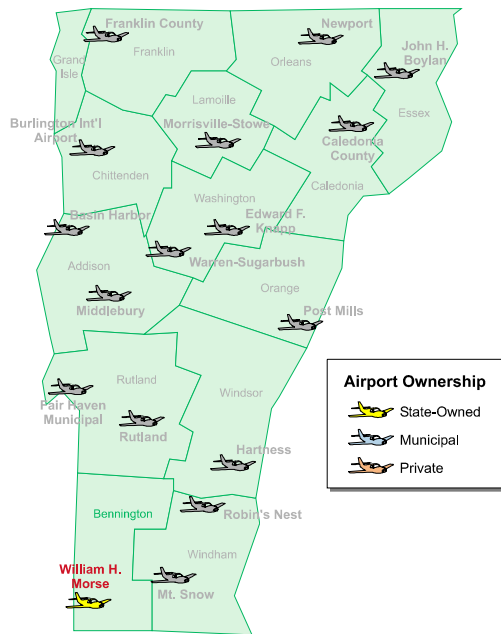 Franklin County
Newport
John H.
Boylan
Franklin
Grand
Isle
Orleans
Lamoille
Essex
Burlington Int'l
Airport
Morrisville-Stowe
Caledonia
County
Chittenden
Washington
Caledonia
Basin Harbor
Edward F.
Knapp
Addison
Warren-Sugarbush
Orange
Middlebury
Post Mills
Rutland
Windsor
Fair Haven
Municipal
Rutland
Hartness
Bennington
Robin's Nest
Windham
William H.
Morse
Mt. Snow
Airport Ownership
State-Owned
Municipal
Private